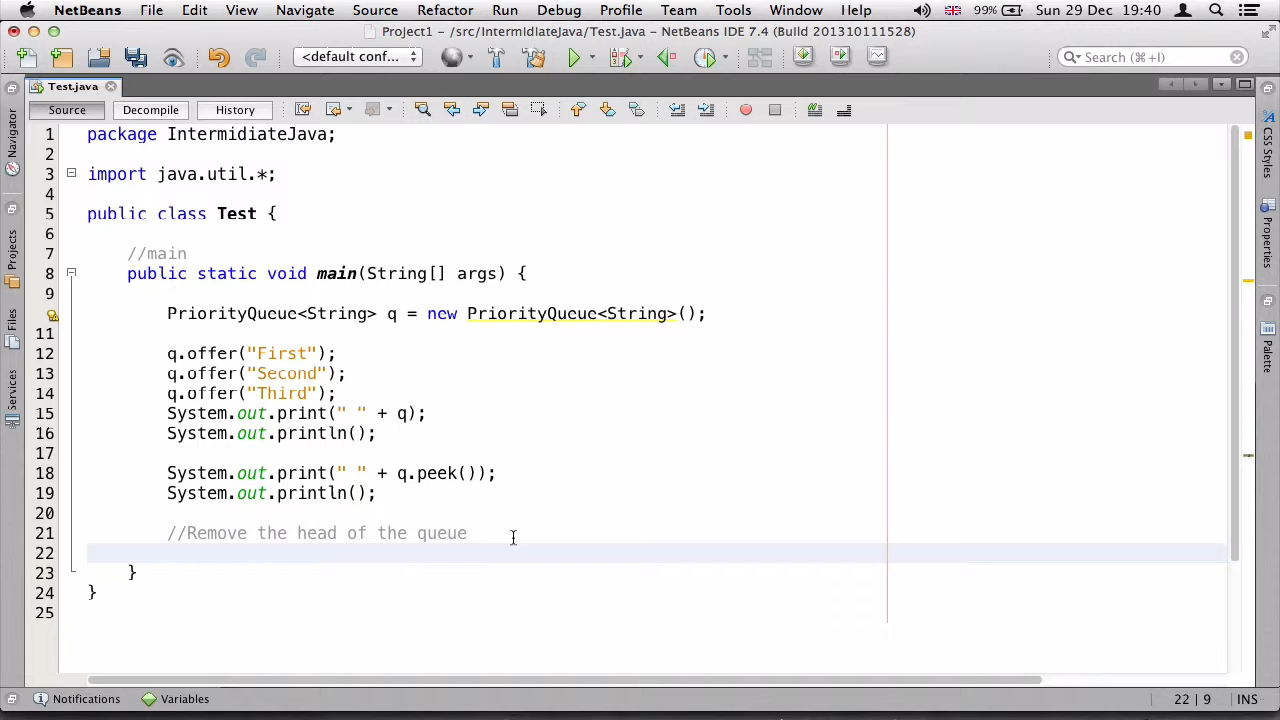 NetBeans File Edit View Navigate Source Refactor Run Debug Profile Team Tools Window Help 99% Sun 29 Dec 19:40
Project1 - /src/IntermidiateJava/Test.Java - NetBeans IDE 7.4 (Build 201310111528)
<default conf... Search (⌘+I)
Test.java
Source Decompile History
Navigator
Projects
Files
Services
1 package IntermidiateJava;
2
3 import java.util.*;
4
5 public class Test {
6
7 //main
8 public static void main(String[] args) {
9
PriorityQueue<String> q = new PriorityQueue<String>();
11
12 q.offer("First");
13 q.offer("Second");
14 q.offer("Third");
15 System.out.print(" " + q);
16 System.out.println();
17
18 System.out.print(" " + q.peek());
19 System.out.println();
20
21 //Remove the head of the queue
22
23 }
24 }
25
CSS Styles
Properties
Palette
Notifications Variables 22 | 9 INS